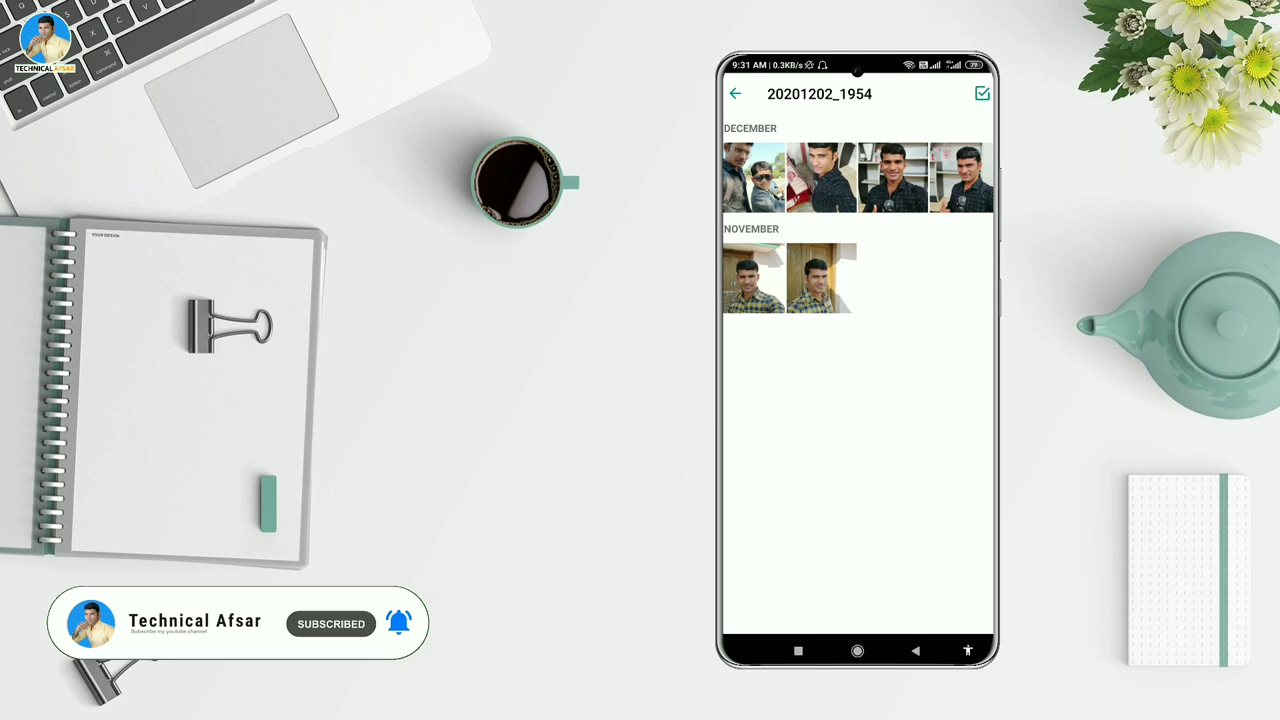 TECHNICAL AFSAR
YOUR DESIGN
9:31 AM | 0.3KB/s
79
20201202_1954
DECEMBER
NOVEMBER
Technical Afsar
Subscribe my youtube channel
SUBSCRIBED